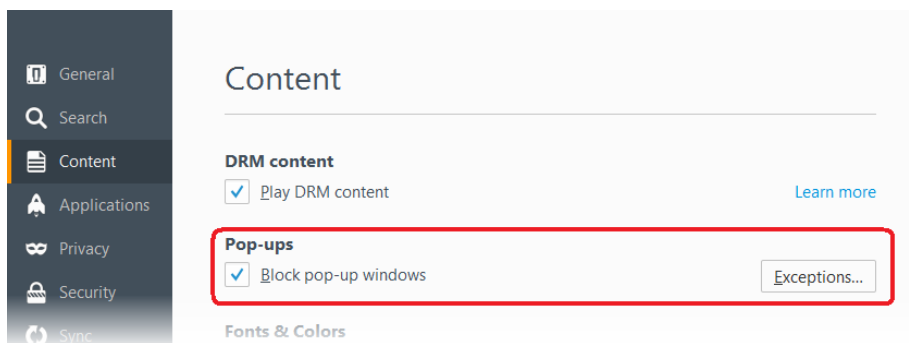 General
Search
Content
Applications
Privacy
Security
Sync
Content
DRM content
Play DRM content
Learn more
Pop-ups
Block pop-up windows
Exceptions...
Fonts & Colors